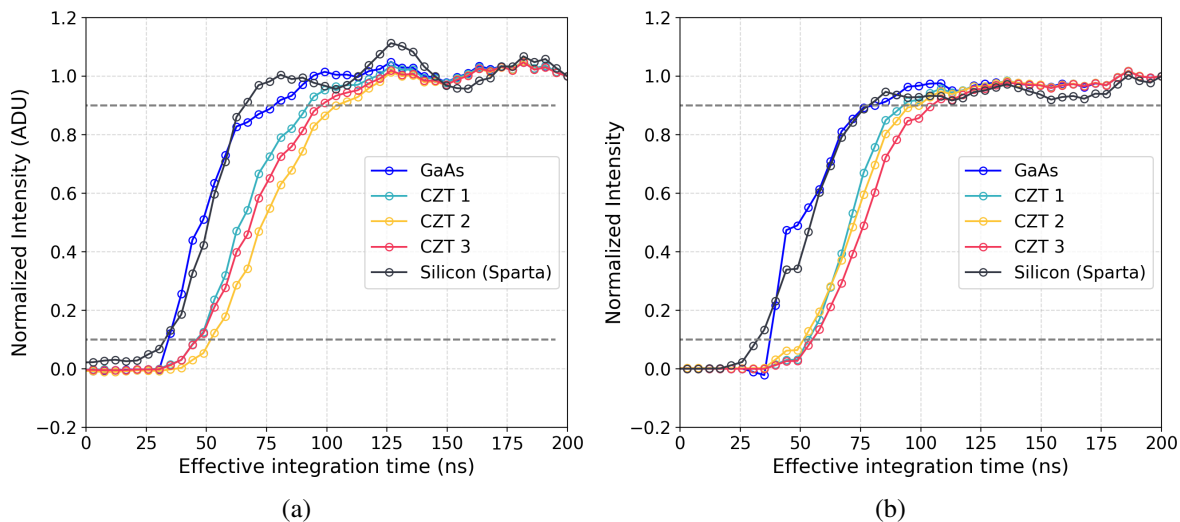 1.2
1.0
0.8
0.6
0.4
0.2
0.0
−0.2
Normalized Intensity (ADU)
GaAs
CZT 1
CZT 2
CZT 3
Silicon (Sparta)
0 25 50 75 100 125 150 175 200
Effective integration time (ns)
(a)
1.2
1.0
0.8
0.6
0.4
0.2
0.0
−0.2
Normalized Intensity
GaAs
CZT 1
CZT 2
CZT 3
Silicon (Sparta)
0 25 50 75 100 125 150 175 200
Effective integration time (ns)
(b)